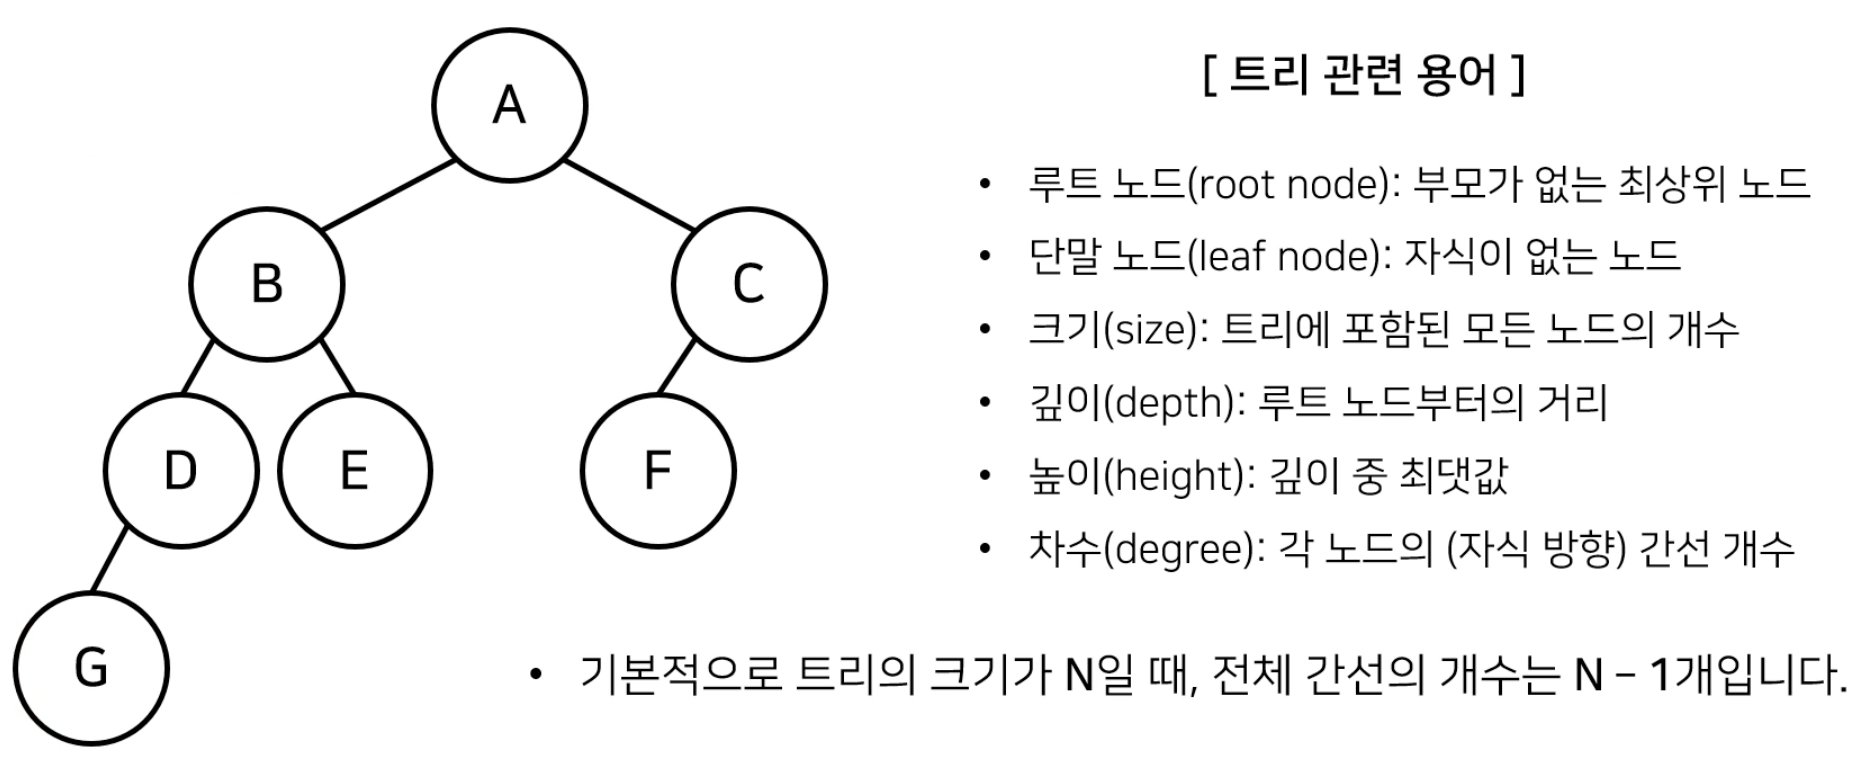 A
B
C
D
E
F
G
[ 트리 관련 용어 ]
• 루트 노드(root node): 부모가 없는 최상위 노드
• 단말 노드(leaf node): 자식이 없는 노드
• 크기(size): 트리에 포함된 모든 노드의 개수
• 깊이(depth): 루트 노드부터의 거리
• 높이(height): 깊이 중 최댓값
• 차수(degree): 각 노드의 (자식 방향) 간선 개수
• 기본적으로 트리의 크기가 N일 때, 전체 간선의 개수는 N – 1개입니다.